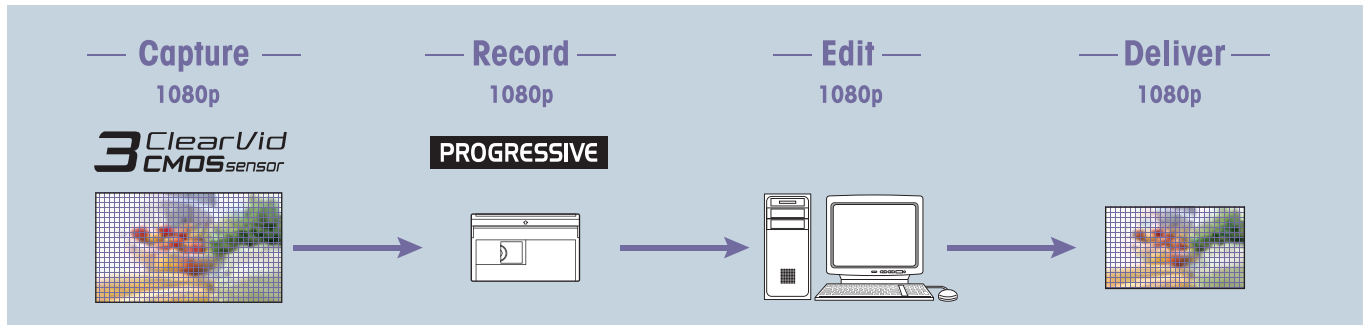 Capture
1080p
3 ClearVid
CMOS sensor
Record
1080p
PROGRESSIVE
Edit
1080p
Deliver
1080p